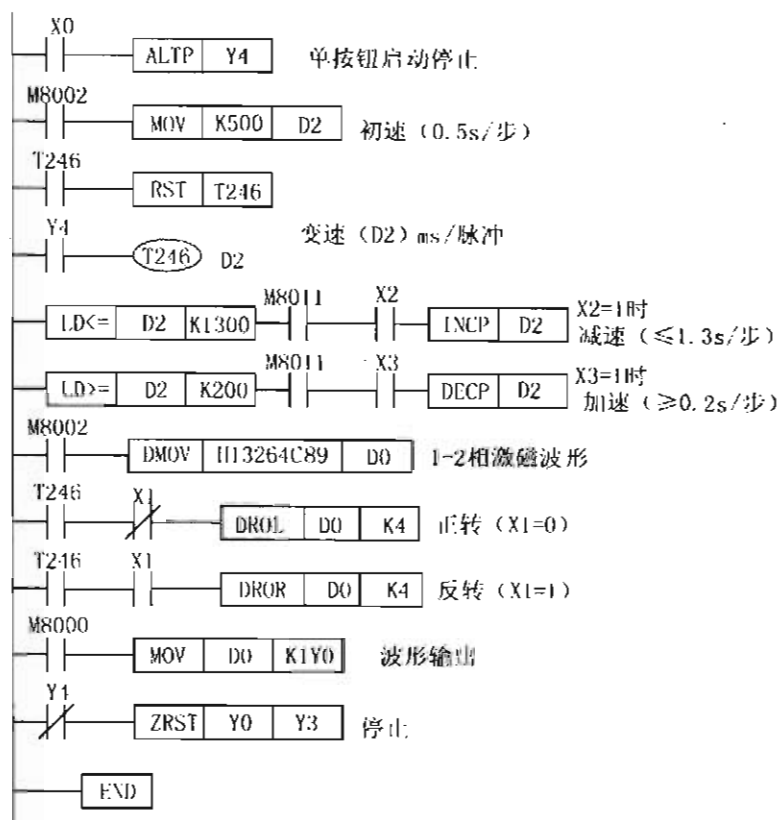 X0
ALTP Y4 单按钮启动停止
M8002
MOV K500 D2 初速（0.5s/步）
T246
RST T246
Y4
T246 D2 变速（D2）ms/脉冲
LD<= D2 K1300 M8011 X2 INCP D2 X2=1时
减速（≤1.3s/步）
LD>= D2 K200 M8011 X3 DECP D2 X3=1时
加速（≥0.2s/步）
M8002
DMOV H13264C89 D0 1-2相激磁波形
T246 X1
DROL D0 K4 正转（X1=0）
T246 X1
DROR D0 K4 反转（X1=1）
M8000
MOV D0 K1Y0 波形输出
Y4
ZRST Y0 Y3 停止
END